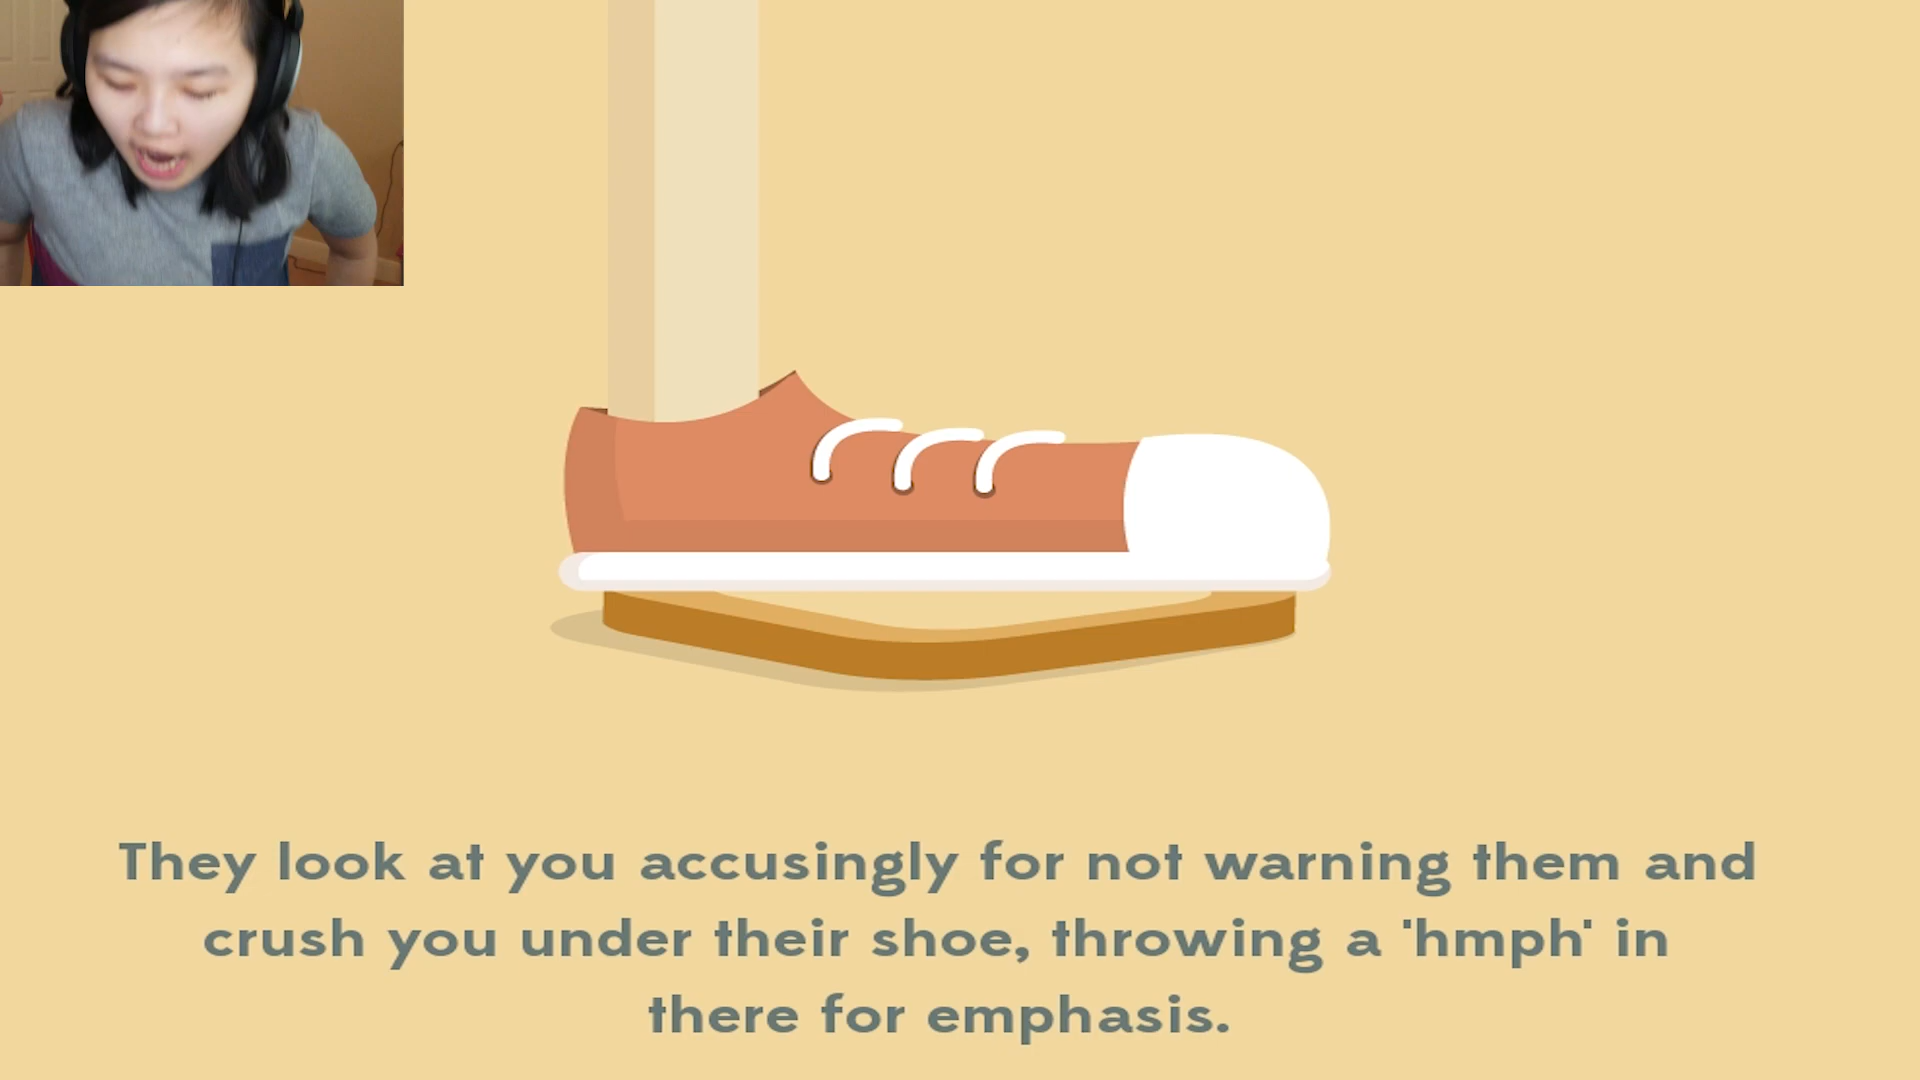 They look at you accusingly for not warning them and
crush you under their shoe, throwing a 'hmph' in
there for emphasis.